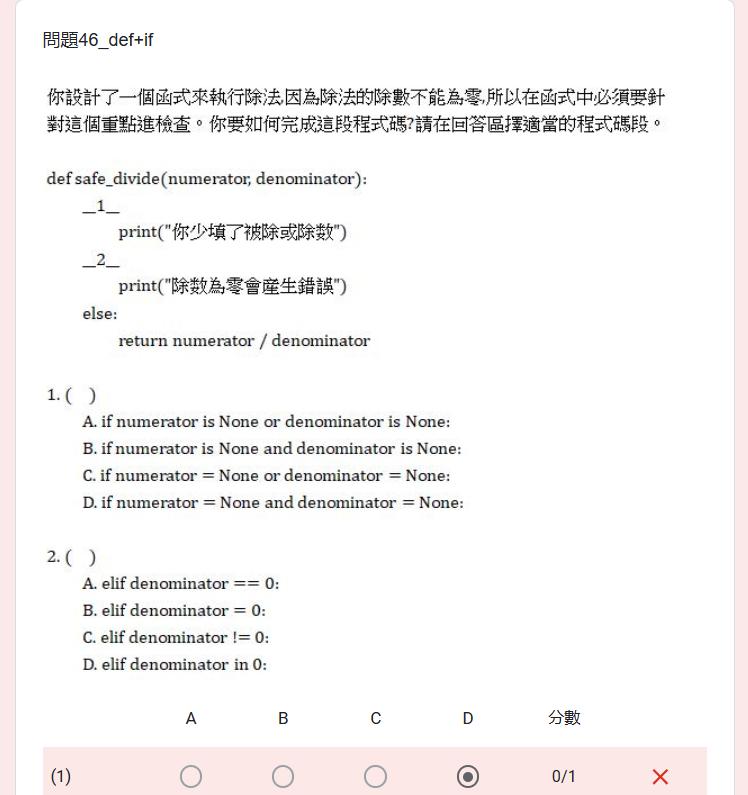 問題46_def+if
你設計了一個函式來執行除法,因為除法的除數不能為零,所以在函式中必須要針
對這個重點進檢查。你要如何完成這段程式碼?請在回答區擇適當的程式碼段。
def safe_divide(numerator, denominator):
__1__
print("你少填了被除或除数")
__2__
print("除数為零會産生錯誤")
else:
return numerator / denominator
1. ( )
A. if numerator is None or denominator is None:
B. if numerator is None and denominator is None:
C. if numerator = None or denominator = None:
D. if numerator = None and denominator = None:
2. ( )
A. elif denominator == 0:
B. elif denominator = 0:
C. elif denominator != 0:
D. elif denominator in 0:
A B C D 分數
(1) 0/1